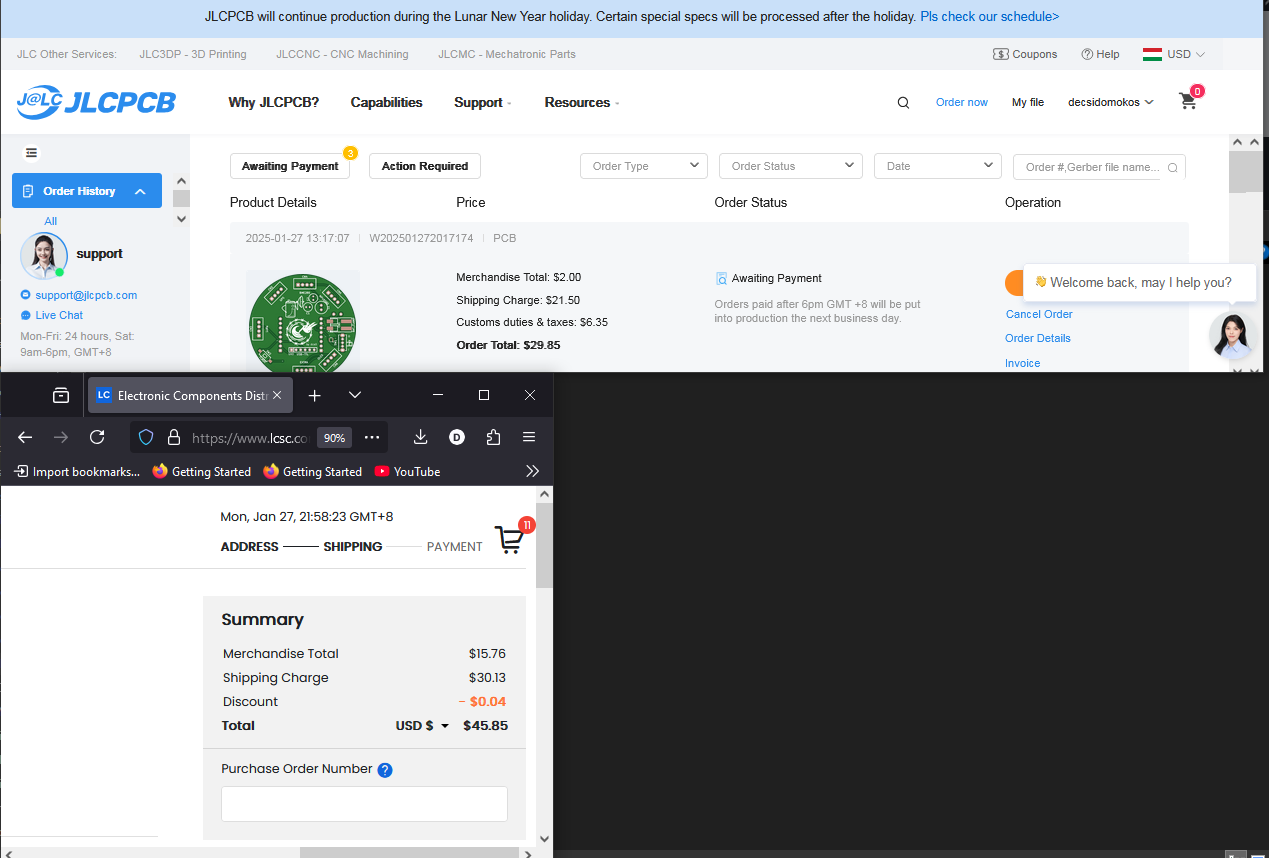 JLCPCB will continue production during the Lunar New Year holiday. Certain special specs will be processed after the holiday. Pls check our schedule>
JLC Other Services: JLC3DP - 3D Printing JLCCNC - CNC Machining JLCMC - Mechatronic Parts Coupons Help USD
J@LC JLCPCB Why JLCPCB? Capabilities Support Resources Order now My file decsidomokos 0
Awaiting Payment 3 Action Required Order Type Order Status Date Order #,Gerber file name...
Order History
All
support
support@jlcpcb.com
Live Chat
Mon-Fri: 24 hours, Sat:
9am-6pm, GMT+8
Product Details Price Order Status Operation
2025-01-27 13:17:07 W202501272017174 PCB
Merchandise Total: $2.00
Shipping Charge: $21.50
Customs duties & taxes: $6.35
Order Total: $29.85
Awaiting Payment
Orders paid after 6pm GMT +8 will be put
into production the next business day.
👋 Welcome back, may I help you?
Cancel Order
Order Details
Invoice
LC Electronic Components Distr
https://www.lcsc.co 90% D
Import bookmarks... Getting Started Getting Started YouTube
Mon, Jan 27, 21:58:23 GMT+8
ADDRESS SHIPPING PAYMENT 11
Summary
Merchandise Total $15.76
Shipping Charge $30.13
Discount - $0.04
Total USD $ $45.85
Purchase Order Number ?